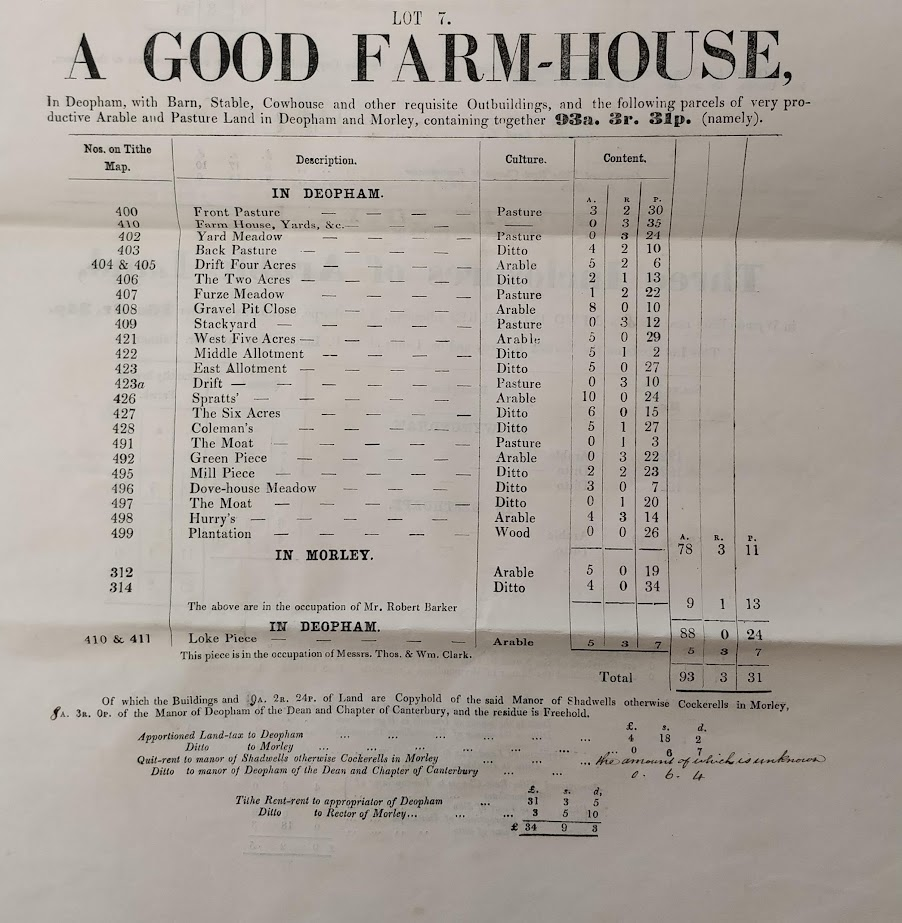 LOT 7.
A GOOD FARM-HOUSE,
In Deopham, with Barn, Stable, Cowhouse and other requisite Outbuildings, and the following parcels of very pro-
ductive Arable and Pasture Land in Deopham and Morley, containing together 93a. 3r. 31p. (namely).
Nos. on Tithe Map. Description. Culture. Content.
IN DEOPHAM.
A. R P.
400 Front Pasture — — — — Pasture 3 2 30
410 Farm House, Yards, &c. — — — —— 0 3 35
402 Yard Meadow — — — — Pasture 0 3 24
403 Back Pasture — — — — Ditto 4 2 10
404 & 405 Drift Four Acres — — — — Arable 5 2 6
406 The Two Acres — — — — Ditto 2 1 13
407 Furze Meadow — — — — Pasture 1 2 22
408 Gravel Pit Close — — — — Arable 8 0 10
409 Stackyard — — — — — Pasture 0 3 12
421 West Five Acres — — — — — Arable 5 0 29
422 Middle Allotment — — — — Ditto 5 1 2
423 East Allotment — — — — Ditto 5 0 27
423a Drift — — — — — — Pasture 0 3 10
426 Spratts' — — — — — Arable 10 0 24
427 The Six Acres — — — — Ditto 6 0 15
428 Coleman's — — — — — Ditto 5 1 27
491 The Moat — — — — — Pasture 0 1 3
492 Green Piece — — — — Arable 0 3 22
495 Mill Piece — — — — — Ditto 2 2 23
496 Dove-house Meadow — — — — Ditto 3 0 7
497 The Moat — — — — — Ditto 0 1 20
498 Hurry's — — — — — Arable 4 3 14
499 Plantation — — — — — Wood 0 0 26
A. R. P.
78 3 11
IN MORLEY.
312 Arable 5 0 19
314 Ditto 4 0 34
9 1 13
The above are in the occupation of Mr. Robert Barker
88 0 24
IN DEOPHAM.
410 & 411 Loke Piece — — — — — Arable 5 3 7 5 3 7
This piece is in the occupation of Messrs. Thos. & Wm. Clark.
Total 93 3 31
Of which the Buildings and 9A. 2R. 24P. of Land are Copyhold of the said Manor of Shadwells otherwise Cockerells in Morley,
8A. 3R. 0P. of the Manor of Deopham of the Dean and Chapter of Canterbury, and the residue is Freehold.
£. s. d.
Apportioned Land-tax to Deopham ... ... ... ... ... 4 18 2
Ditto to Morley ... ... ... ... ... ... 0 6 7
Quit-rent to manor of Shadwells otherwise Cockerells in Morley ... ... ... the amount of which is unknown
Ditto to manor of Deopham of the Dean and Chapter of Canterbury ... ... 0. 6. 4
£. s. d,
Tithe Rent-rent to appropriator of Deopham ... 31 3 5
Ditto to Rector of Morley... ... ... 3 5 10
£ 34 9 3